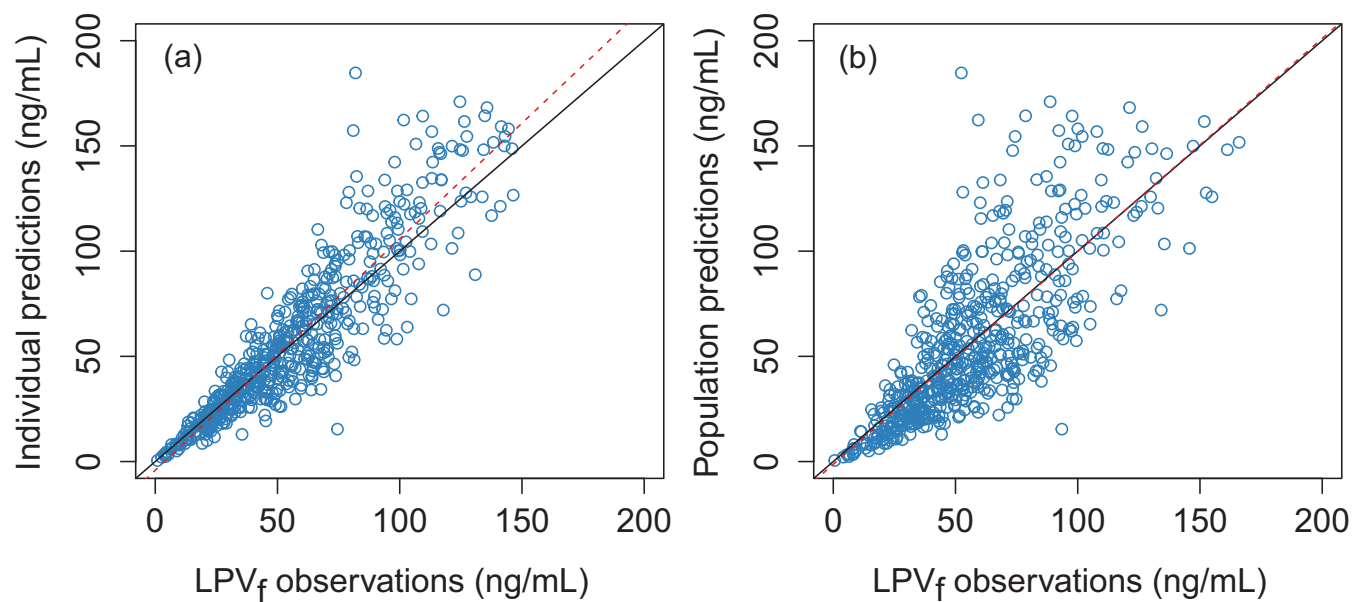 (a)
Individual predictions (ng/mL)
200
150
100
50
0
0 50 100 150 200
LPVf observations (ng/mL)
(b)
Population predictions (ng/mL)
200
150
100
50
0
0 50 100 150 200
LPVf observations (ng/mL)